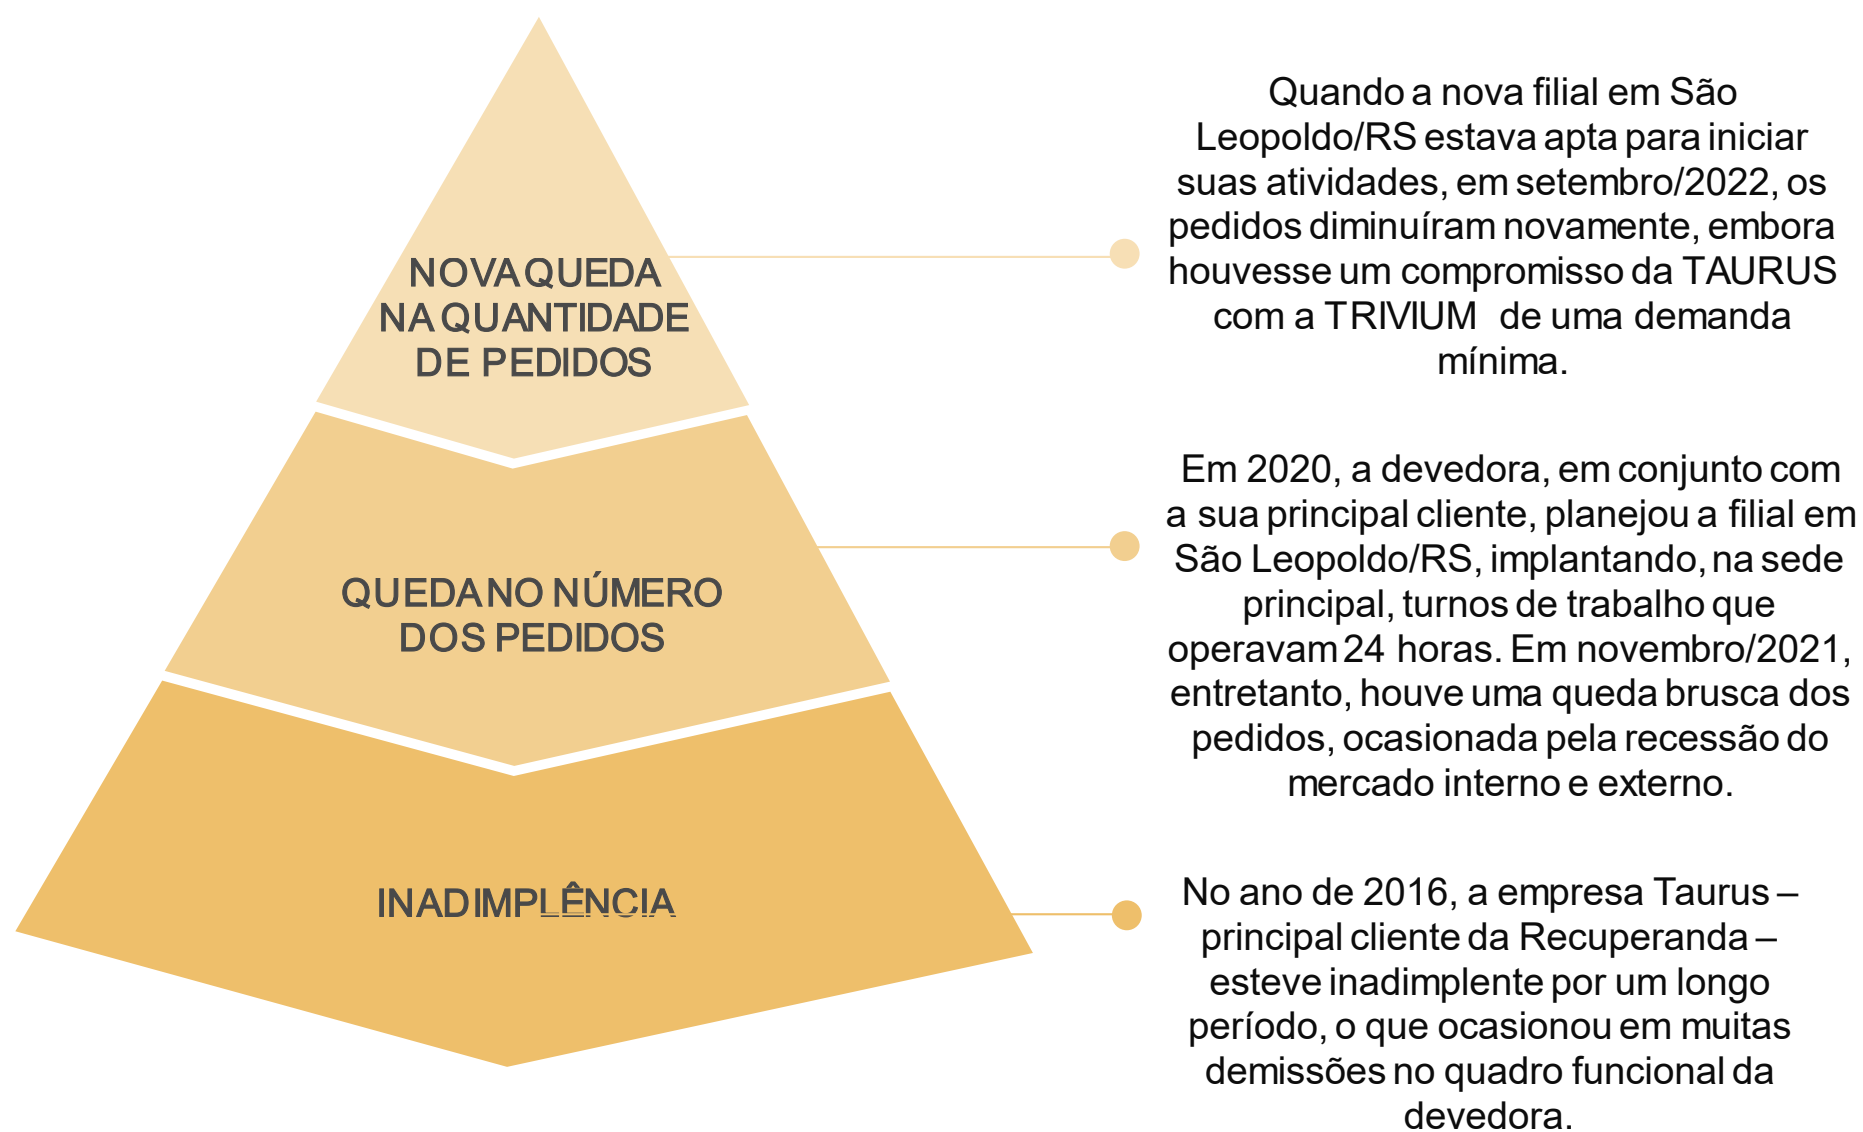 NOVA QUEDA
NA QUANTIDADE
DE PEDIDOS
Quando a nova filial em São
Leopoldo/RS estava apta para iniciar
suas atividades, em setembro/2022, os
pedidos diminuíram novamente, embora
houvesse um compromisso da TAURUS
com a TRIVIUM de uma demanda
mínima.
QUEDA NO NÚMERO
DOS PEDIDOS
Em 2020, a devedora, em conjunto com
a sua principal cliente, planejou a filial em
São Leopoldo/RS, implantando, na sede
principal, turnos de trabalho que
operavam 24 horas. Em novembro/2021,
entretanto, houve uma queda brusca dos
pedidos, ocasionada pela recessão do
mercado interno e externo.
INADIMPLÊNCIA
No ano de 2016, a empresa Taurus –
principal cliente da Recuperanda –
esteve inadimplente por um longo
período, o que ocasionou em muitas
demissões no quadro funcional da
devedora.